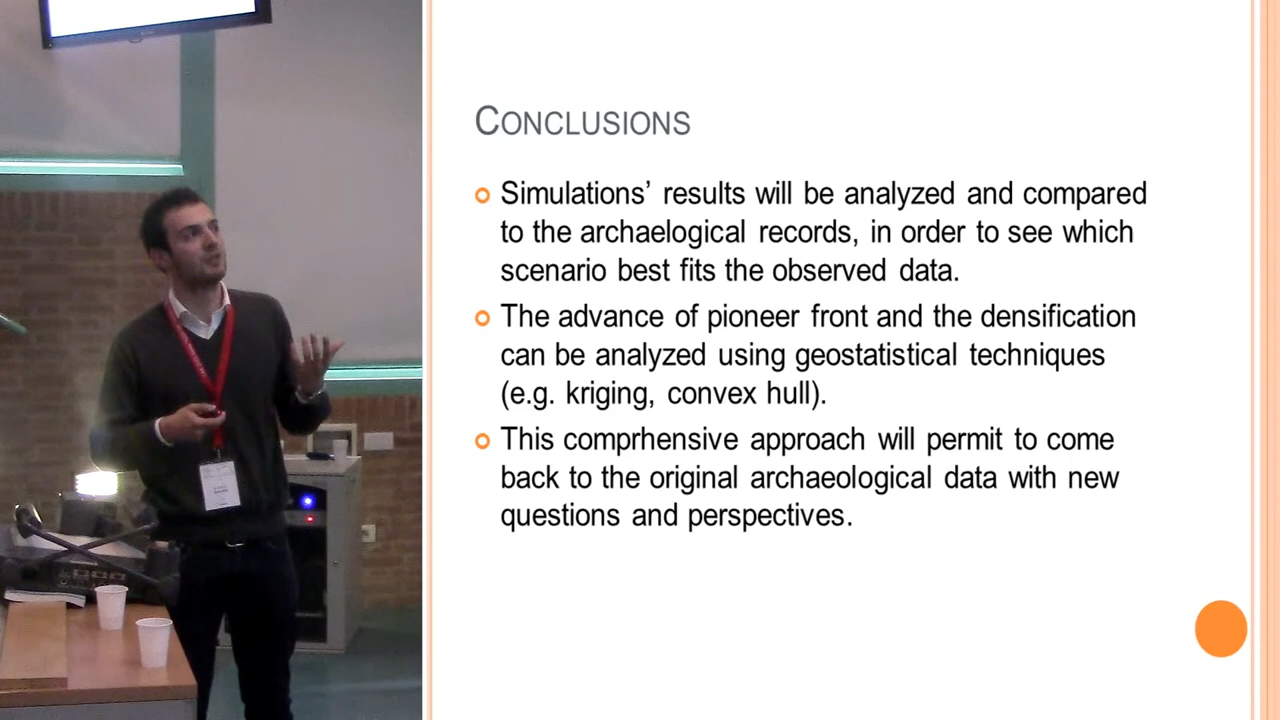 CONCLUSIONS
Simulations’ results will be analyzed and compared
to the archaelogical records, in order to see which
scenario best fits the observed data.
The advance of pioneer front and the densification
can be analyzed using geostatistical techniques
(e.g. kriging, convex hull).
This comprhensive approach will permit to come
back to the original archaeological data with new
questions and perspectives.